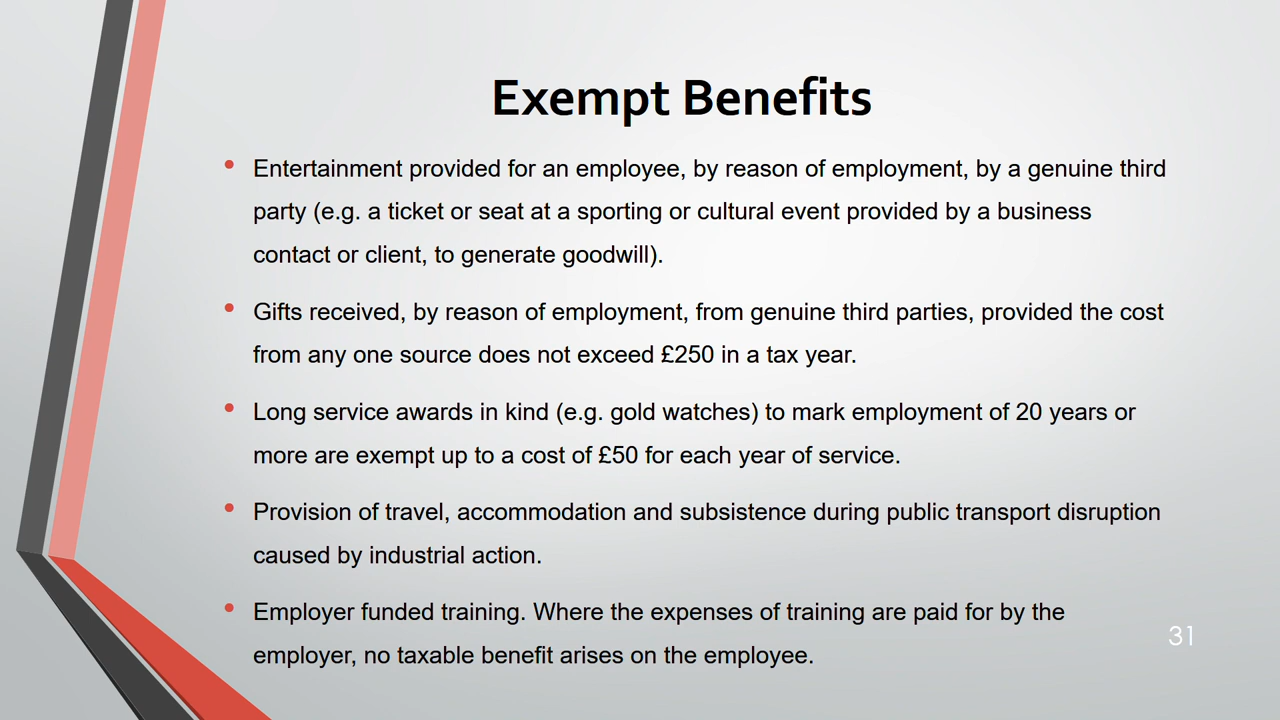 Exempt Benefits
• Entertainment provided for an employee, by reason of employment, by a genuine third
party (e.g. a ticket or seat at a sporting or cultural event provided by a business
contact or client, to generate goodwill).
• Gifts received, by reason of employment, from genuine third parties, provided the cost
from any one source does not exceed £250 in a tax year.
• Long service awards in kind (e.g. gold watches) to mark employment of 20 years or
more are exempt up to a cost of £50 for each year of service.
• Provision of travel, accommodation and subsistence during public transport disruption
caused by industrial action.
• Employer funded training. Where the expenses of training are paid for by the
employer, no taxable benefit arises on the employee.
31